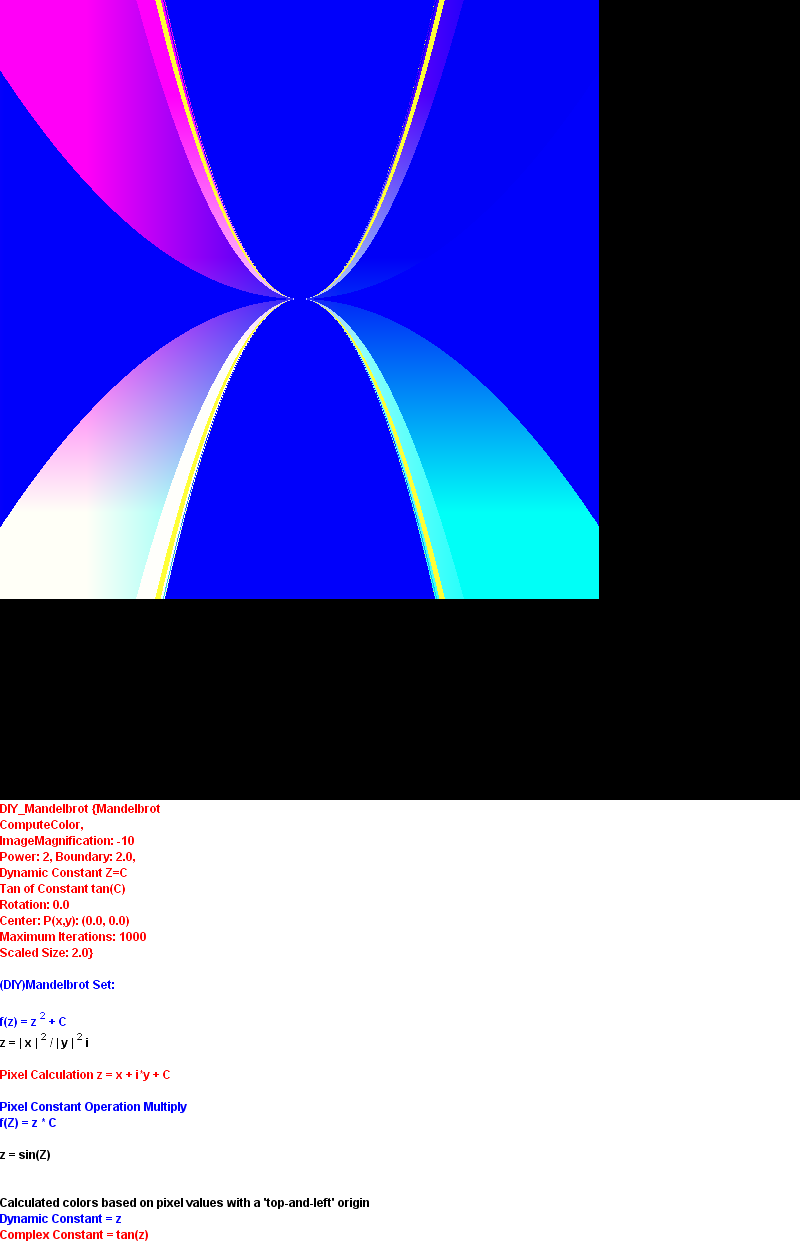 DIY_Mandelbrot {Mandelbrot
ComputeColor,
ImageMagnification: -10
Power: 2, Boundary: 2.0,
Dynamic Constant Z=C
Tan of Constant tan(C)
Rotation: 0.0
Center: P(x,y): (0.0, 0.0)
Maximum Iterations: 1000
Scaled Size: 2.0}
(DIY)Mandelbrot Set:
f(z) = z ² + C
z = | x | ² / | y | ² i
Pixel Calculation z = x + i*y + C
Pixel Constant Operation Multiply
f(Z) = z * C
z = sin(Z)
Calculated colors based on pixel values with a 'top-and-left' origin
Dynamic Constant = z
Complex Constant = tan(z)